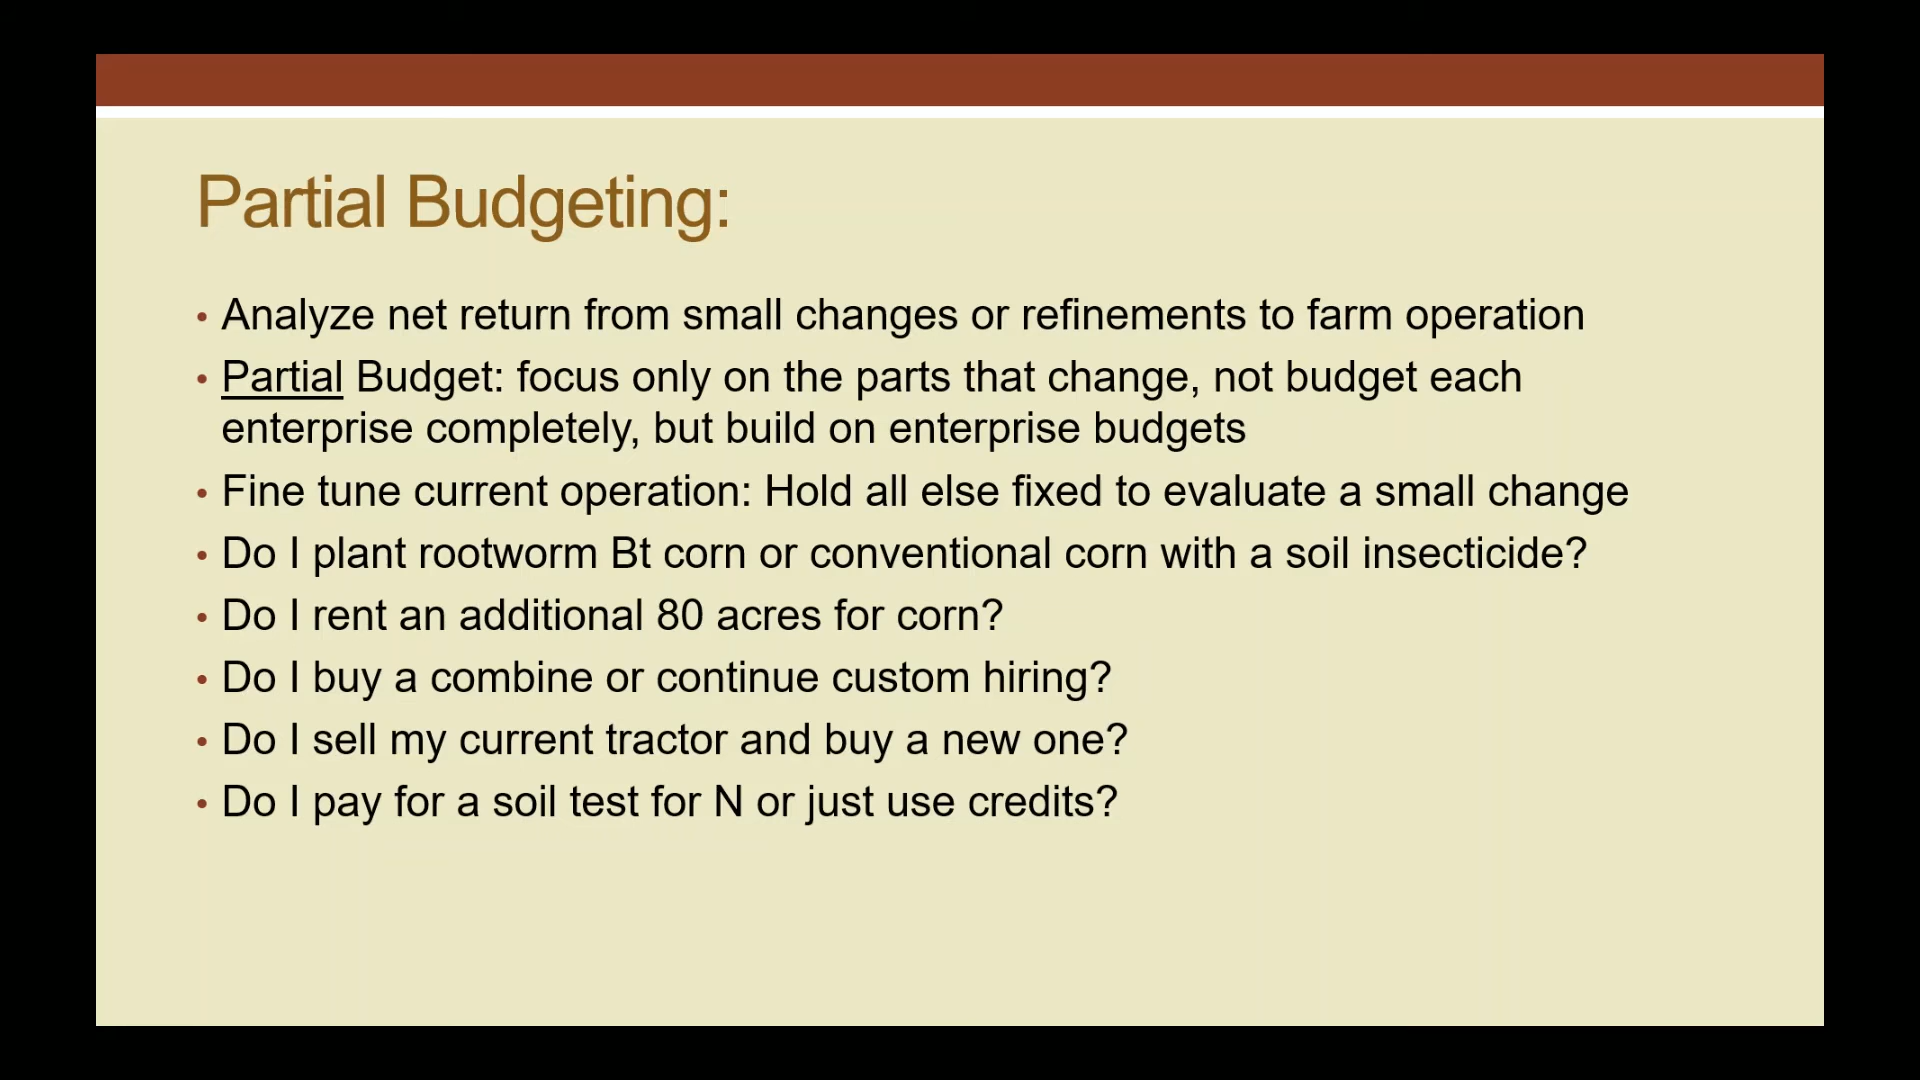 Partial Budgeting:
• Analyze net return from small changes or refinements to farm operation
• Partial Budget: focus only on the parts that change, not budget each
enterprise completely, but build on enterprise budgets
• Fine tune current operation: Hold all else fixed to evaluate a small change
• Do I plant rootworm Bt corn or conventional corn with a soil insecticide?
• Do I rent an additional 80 acres for corn?
• Do I buy a combine or continue custom hiring?
• Do I sell my current tractor and buy a new one?
• Do I pay for a soil test for N or just use credits?